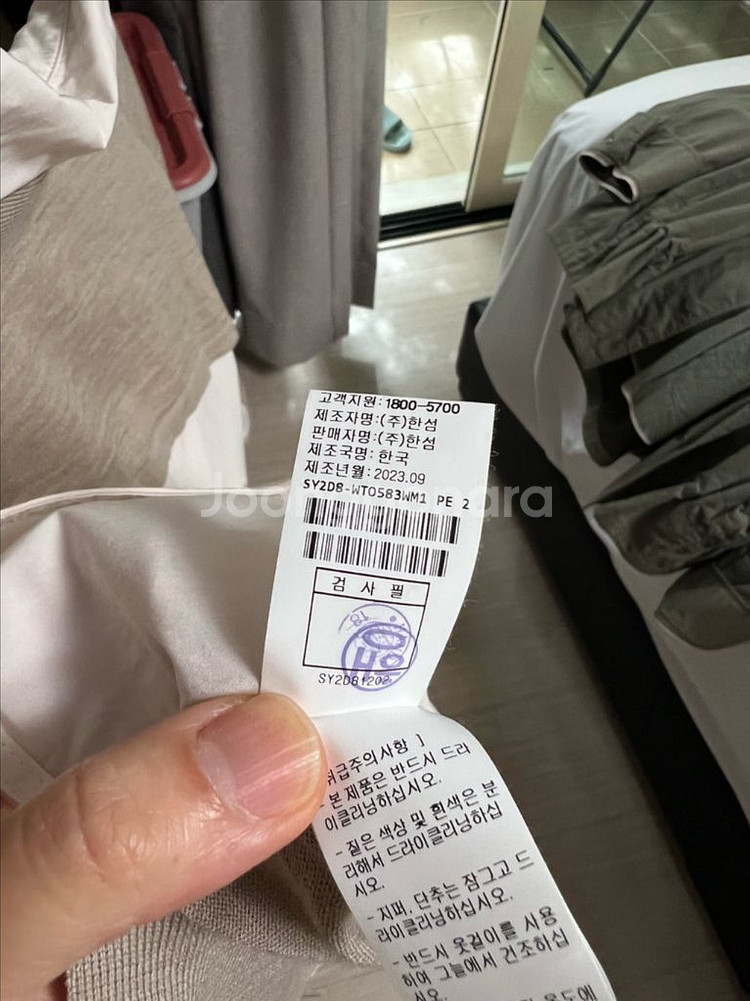 고객지원:1800-5700
제조자명:(주)한섬
판매자명:(주)한섬
제조국명: 한국
제조년월: 2023.09
SY2D8-WTO583WM1 PE 2
검 사 필
SY2D81202
취급주의사항 ]
본 제품은 반드시 드라
이클리닝하십시오.
- 짙은 색상 및 흰색은 분
리해서 드라이클리닝하십
시오.
- 지퍼, 단추는 잠그고 드
라이클리닝하십시오.
- 반드시 옷걸이를 사용
하여 그늘에서 건조하십